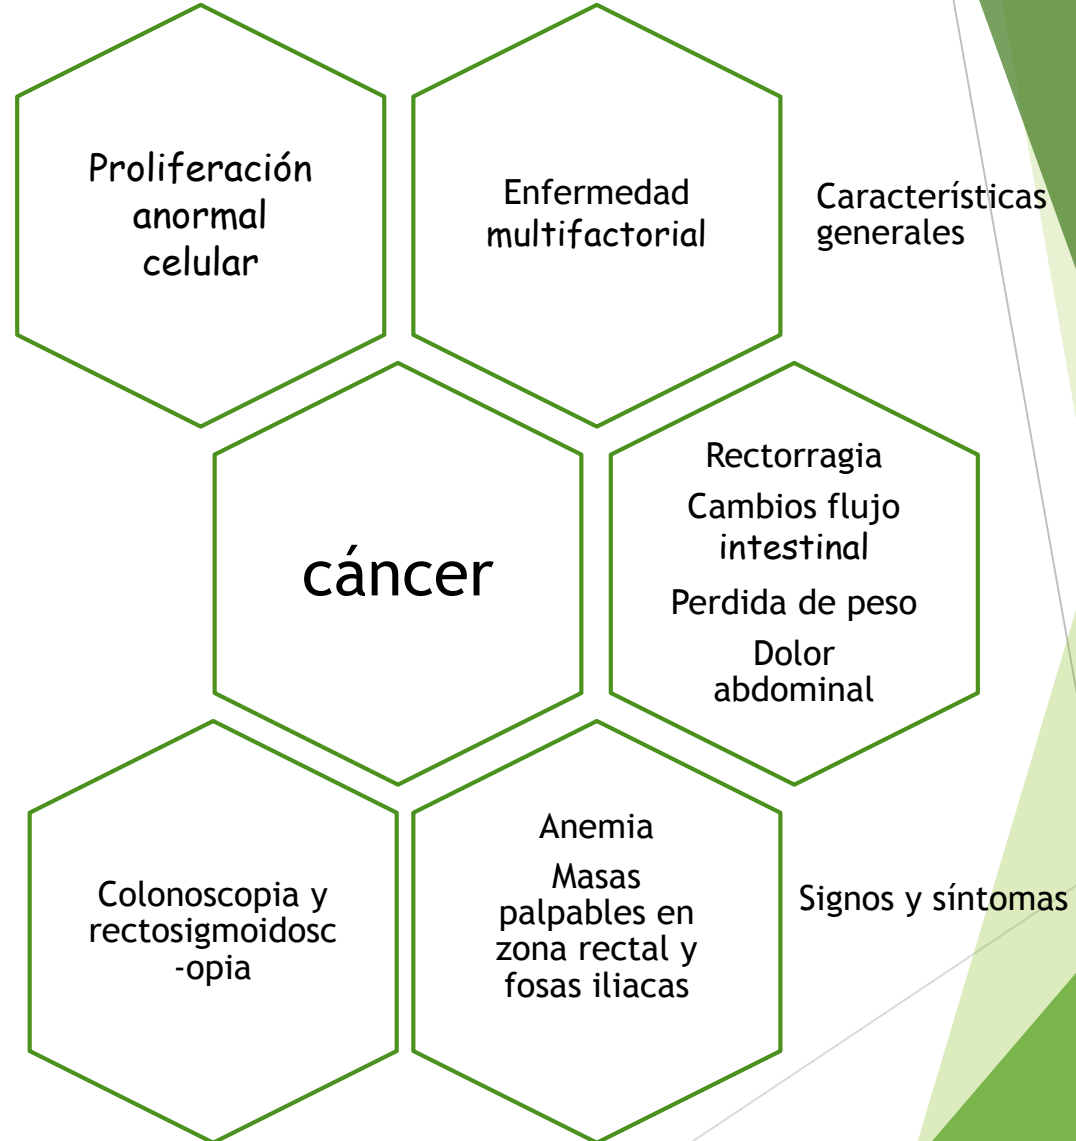 Proliferación
anormal
celular
Enfermedad
multifactorial
Característísticas
generales
cáncer
Rectorragia
Cambios flujo
intestinal
Perdida de peso
Dolor
abdominal
Colonoscopia y
rectosigmoidosc
-opia
Anemia
Masas
palpables en
zona rectal y
fosas iliacas
Signos y síntomas